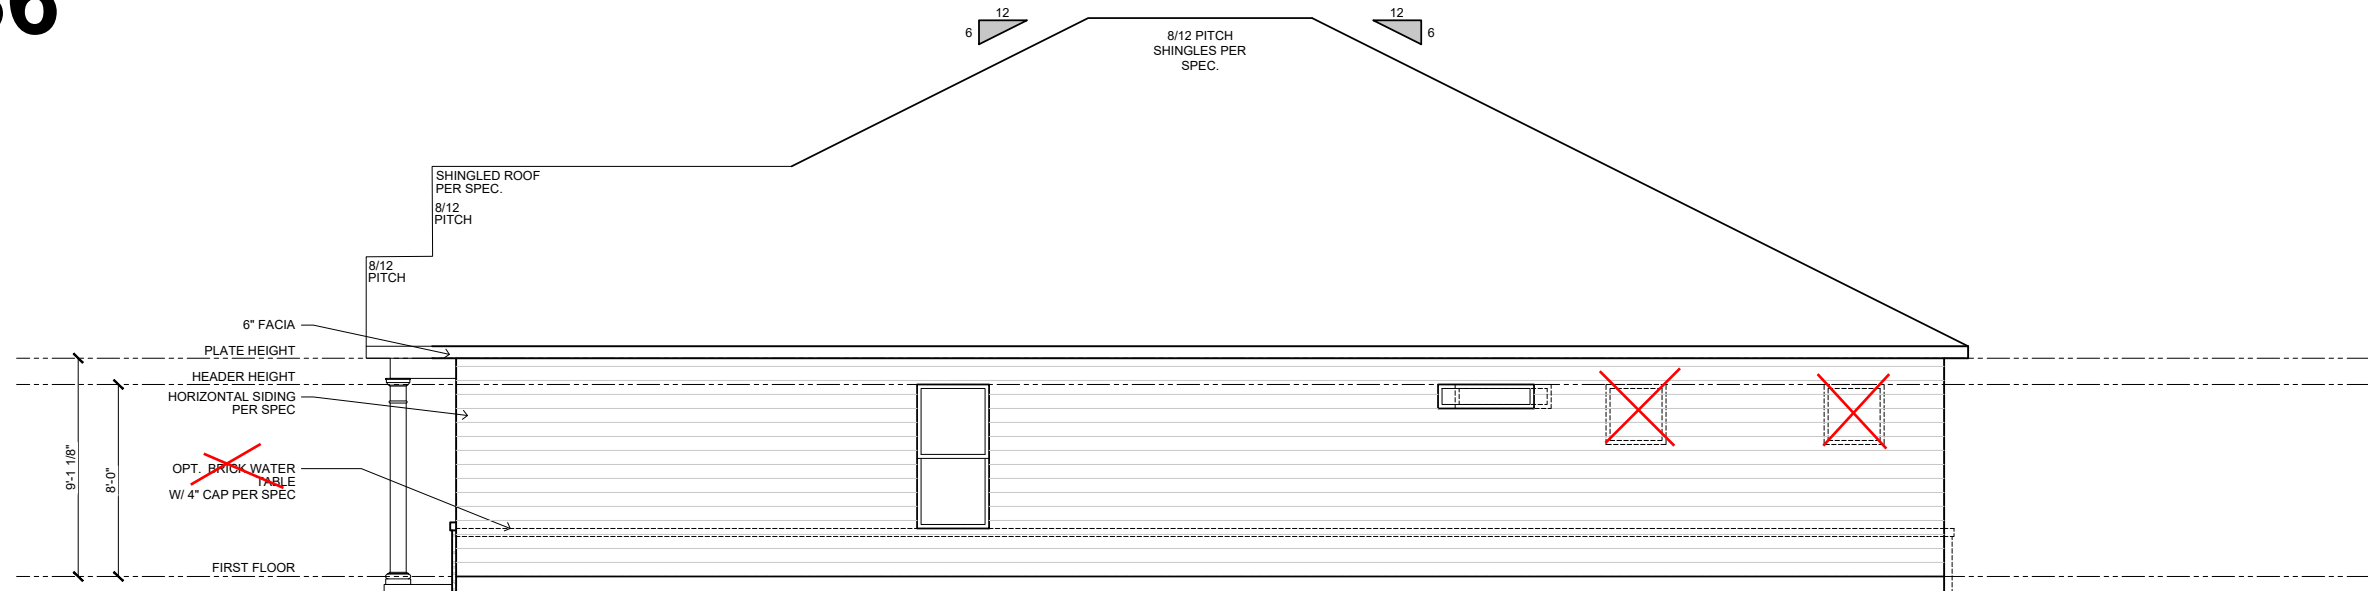 6
12
6
12
6
8/12 PITCH
SHINGLES PER
SPEC.
SHINGLED ROOF
PER SPEC.
8/12
PITCH
8/12
PITCH
6" FACIA
PLATE HEIGHT
HEADER HEIGHT
HORIZONTAL SIDING
PER SPEC
9'-1 1/8"
8'-0"
OPT. BRICK WATER
TABLE
W/ 4" CAP PER SPEC
FIRST FLOOR